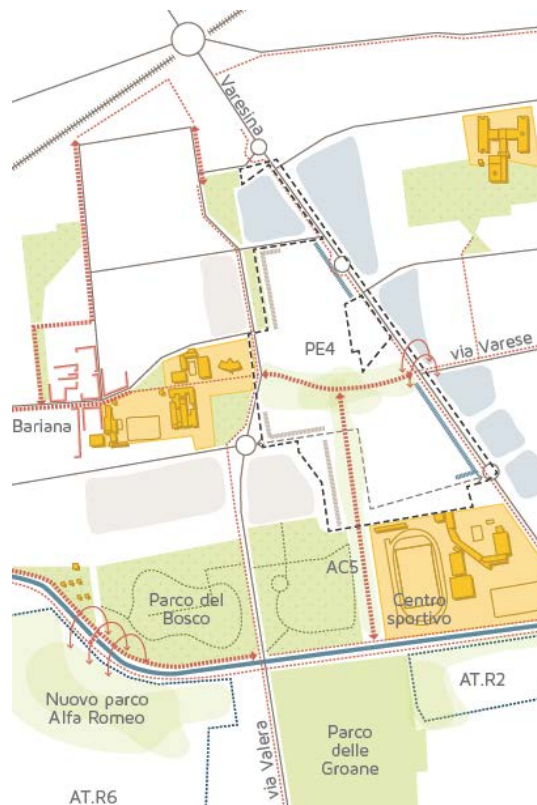 Varesina
PE4
via Varese
Bariana
AC5
Parco del
Bosco
Centro
sportivo
Nuovo parco
Alfa Romeo
AT.R2
via Valera
Parco
delle
Groane
AT.R6